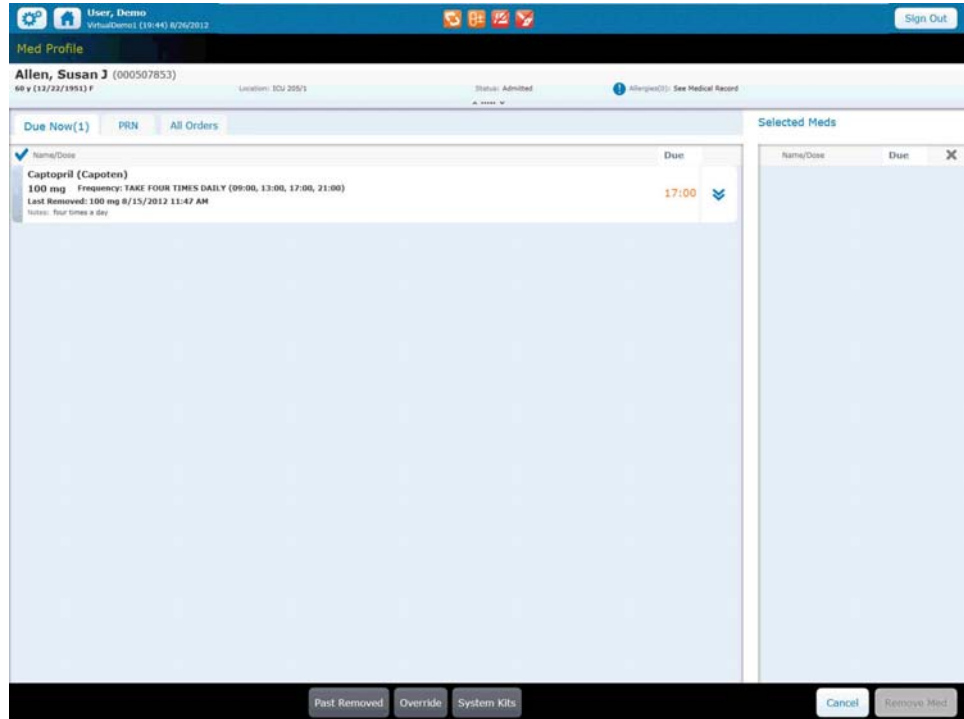 User, Demo
VirtualDemo1 (19:44) 8/26/2012
Sign Out
Med Profile
Allen, Susan J (000507853)
60 y (12/22/1951) F
Location: ICU 205/1
Status: Admitted
Allergies(0): See Medical Record
Due Now(1)
PRN
All Orders
Selected Meds
Name/Dose
Due
Name/Dose
Due
Captopril (Capoten)
100 mg Frequency: TAKE FOUR TIMES DAILY (09:00, 13:00, 17:00, 21:00)
17:00
Last Removed: 100 mg 8/15/2012 11:47 AM
Notes: four times a day
Past Removed
Override
System Kits
Cancel
Remove Med